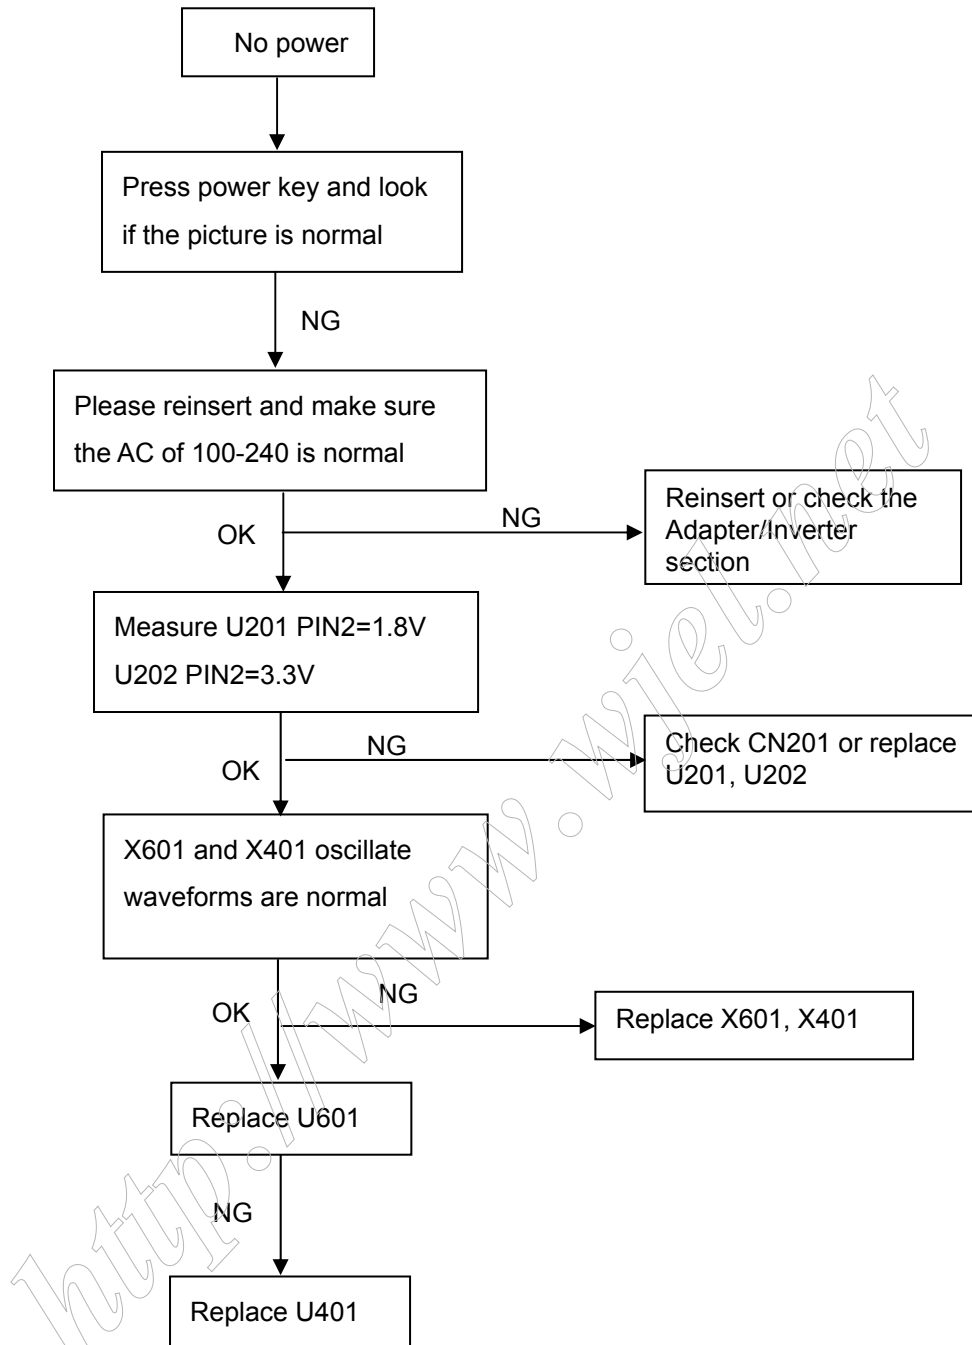 No power
Press power key and look
if the picture is normal
NG
Please reinsert and make sure
the AC of 100-240 is normal
NG
OK
Reinsert or check the
Adapter/Inverter
section
Measure U201 PIN2=1.8V
U202 PIN2=3.3V
NG
OK
Check CN201 or replace
U201, U202
X601 and X401 oscillate
waveforms are normal
NG
OK
Replace X601, X401
Replace U601
NG
Replace U401
http://www.wjel.net